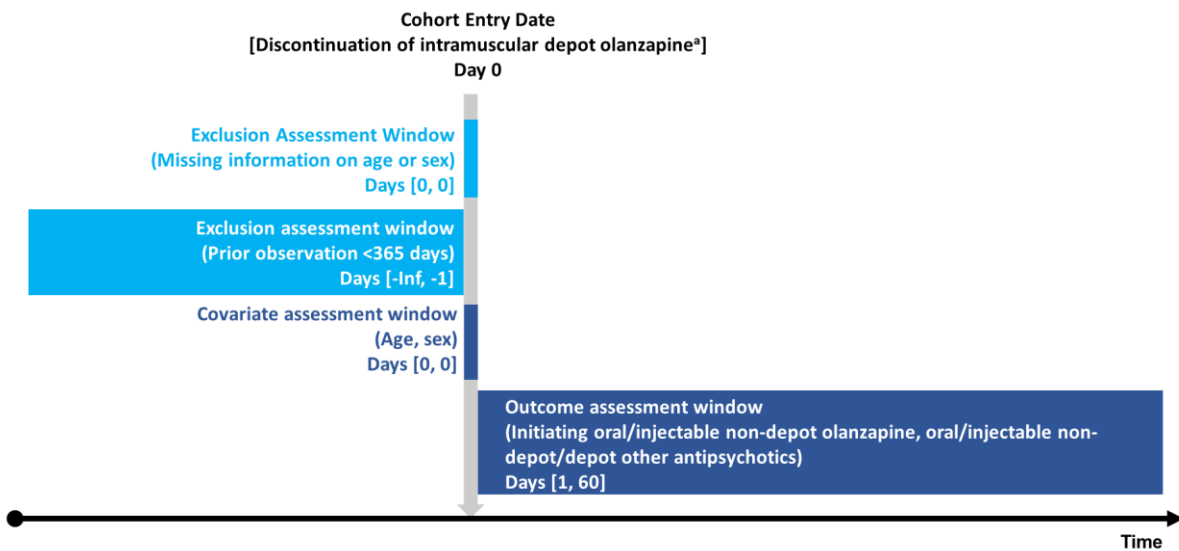 Cohort Entry Date
[Discontinuation of intramuscular depot olanzapineª]
Day 0
Exclusion Assessment Window
(Missing information on age or sex)
Days [0, 0]
Exclusion assessment window
(Prior observation <365 days)
Days [-Inf, -1]
Covariate assessment window
(Age, sex)
Days [0, 0]
Outcome assessment window
(Initiating oral/injectable non-depot olanzapine, oral/injectable non-
depot/depot other antipsychotics)
Days [1, 60]
Time